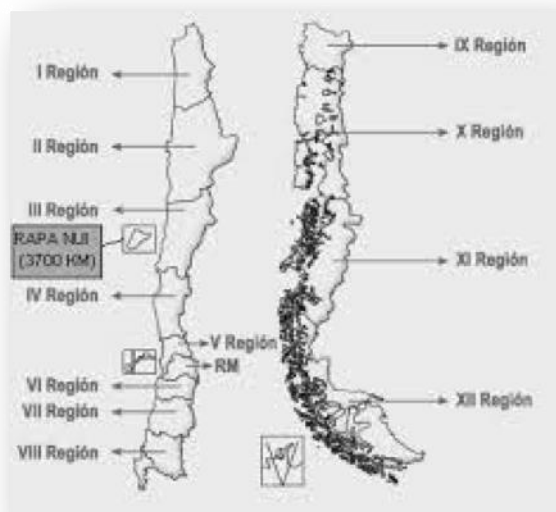 I Región
II Región
III Región
RAPA NUI
(3700 KM)
IV Región
V Región
RM
VI Región
VII Región
VIII Región
IX Región
X Región
XI Región
XII Región